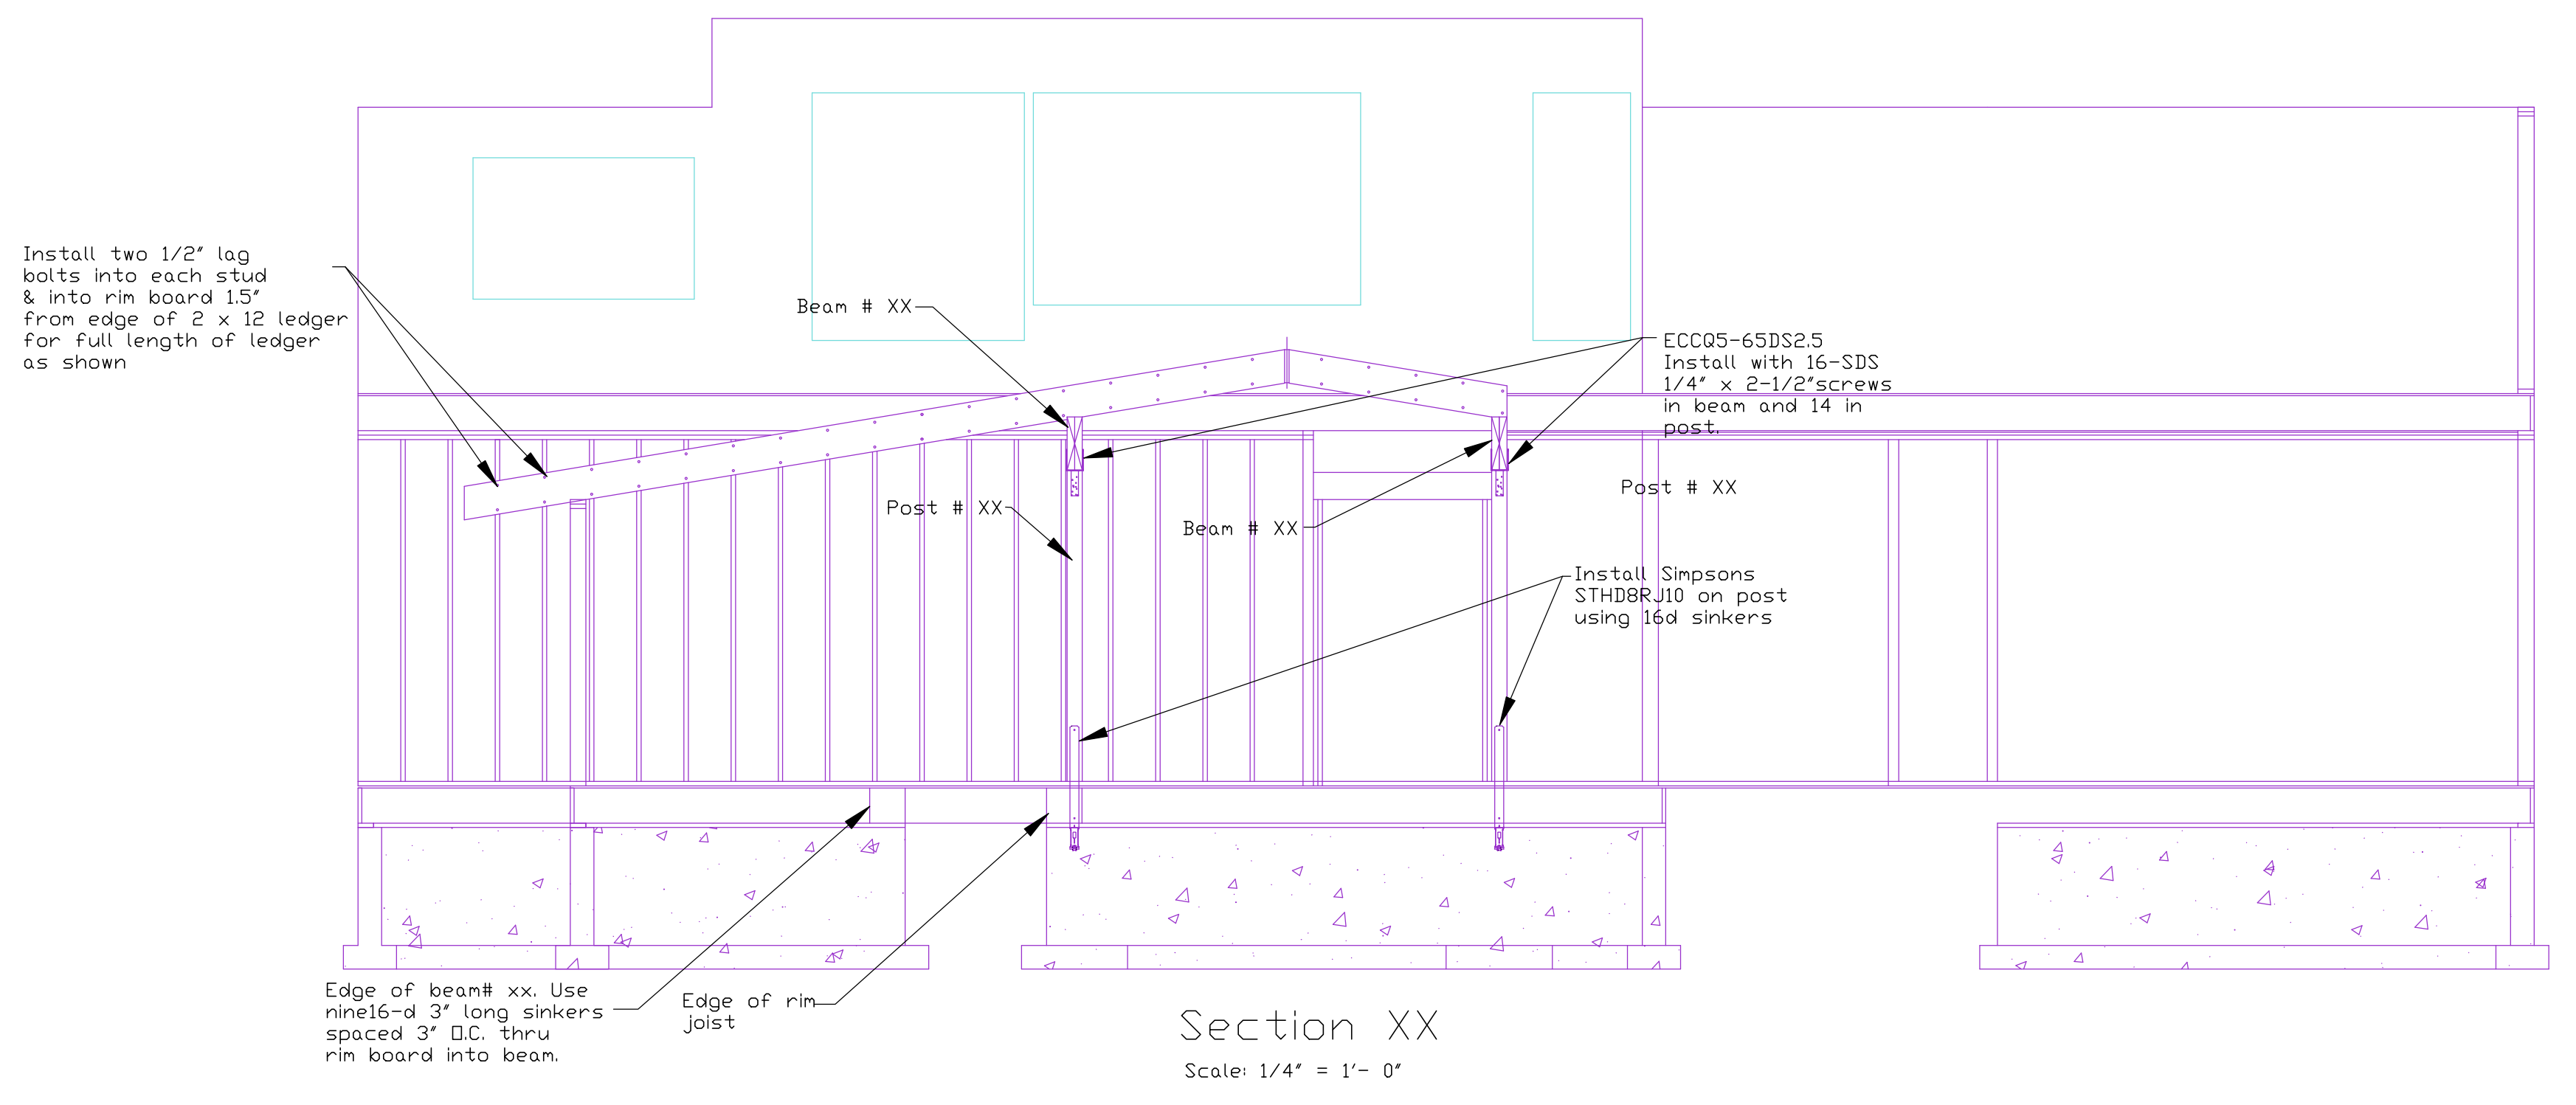 Install two 1/2" lag
bolts into each stud
& into rim board 1.5"
from edge of 2 x 12 ledger
for full length of ledger
as shown
Beam # XX
ECCQ5-65DS2.5
Install with 16-SDS
1/4" x 2-1/2"screws
in beam and 14 in
post.
Post # XX
Post # XX
Beam # XX
Install Simpsons
STHD8RJ10 on post
using 16d sinkers
Edge of beam# xx. Use
nine16-d 3" long sinkers
spaced 3" O.C. thru
rim board into beam.
Edge of rim
joist
Section XX
Scale: 1/4" = 1'- 0"